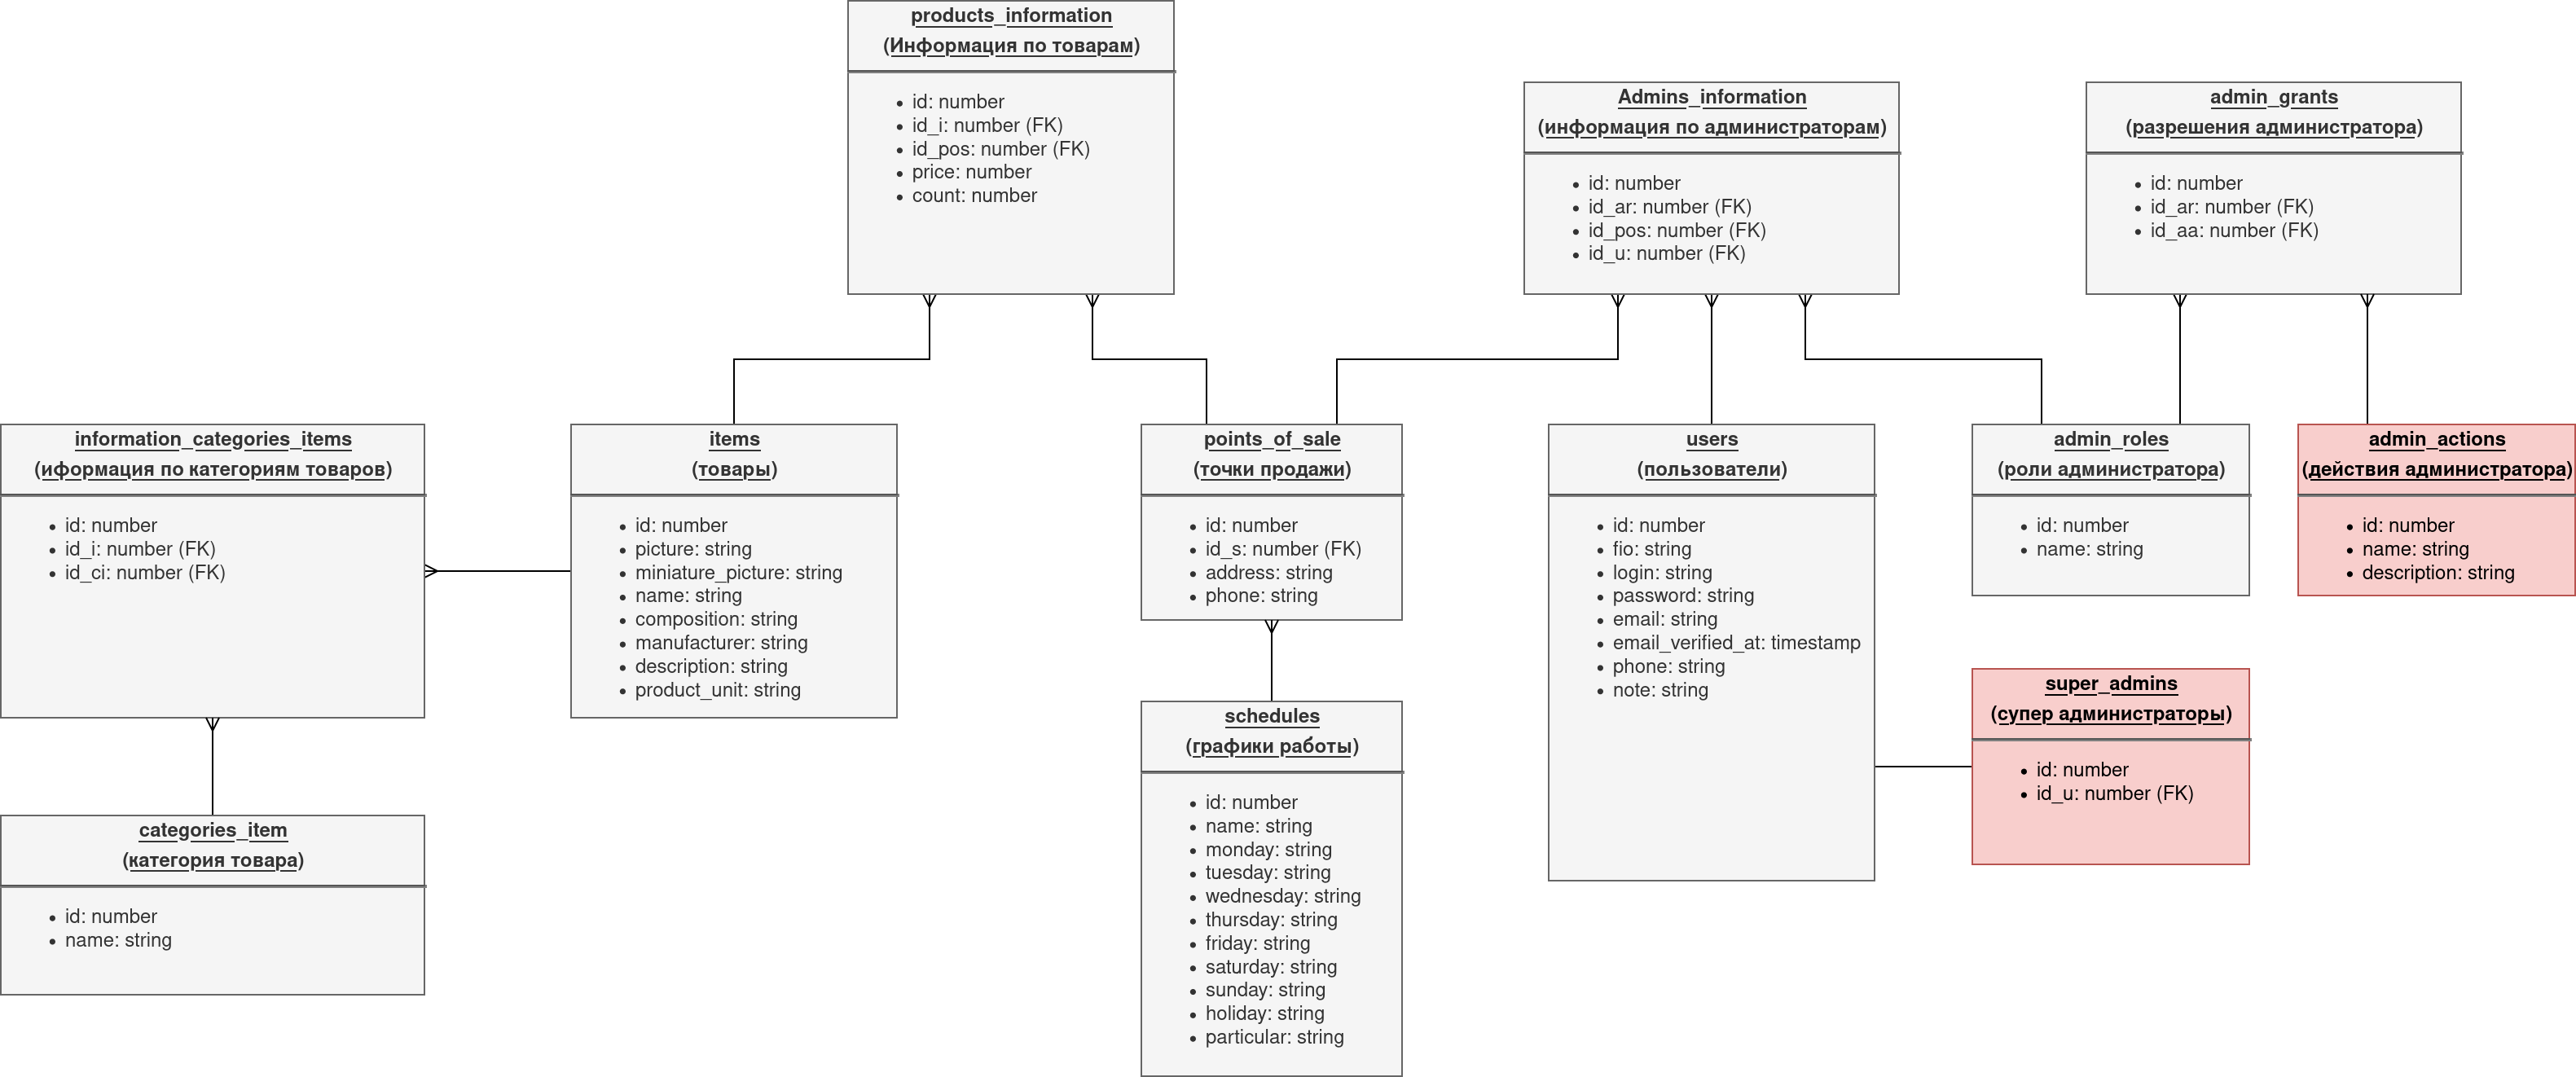 products_information
(Информация по товарам)
id: number
id_i: number (FK)
id_pos: number (FK)
price: number
count: number
Admins_information
(информация по администраторам)
id: number
id_ar: number (FK)
id_pos: number (FK)
id_u: number (FK)
admin_grants
(разрешения администратора)
id: number
id_ar: number (FK)
id_aa: number (FK)
information_categories_items
(иформация по категориям товаров)
id: number
id_i: number (FK)
id_ci: number (FK)
items
(товары)
id: number
picture: string
miniature_picture: string
name: string
composition: string
manufacturer: string
description: string
product_unit: string
points_of_sale
(точки продажи)
id: number
id_s: number (FK)
address: string
phone: string
users
(пользователи)
id: number
fio: string
login: string
password: string
email: string
email_verified_at: timestamp
phone: string
note: string
admin_roles
(роли администратора)
id: number
name: string
admin_actions
(действия администратора)
id: number
name: string
description: string
super_admins
(супер администраторы)
id: number
id_u: number (FK)
schedules
(графики работы)
id: number
name: string
monday: string
tuesday: string
wednesday: string
thursday: string
friday: string
saturday: string
sunday: string
holiday: string
particular: string
categories_item
(категория товара)
id: number
name: string